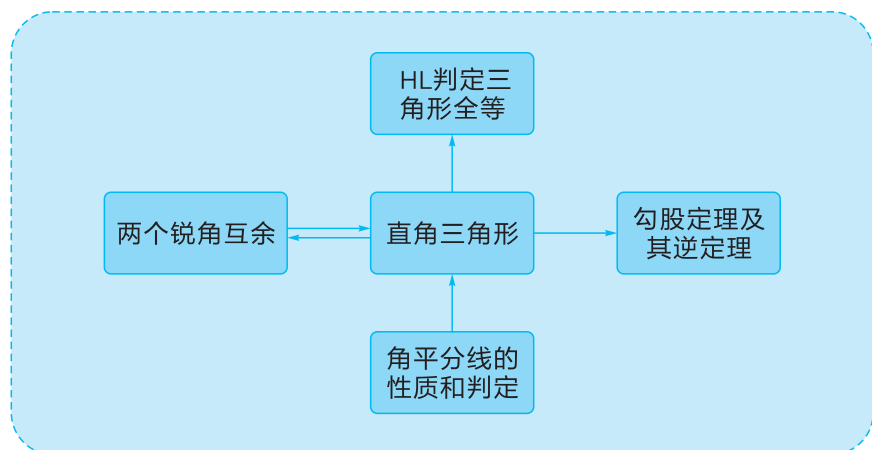 HL判定三
角形全等
两个锐角互余
直角三角形
勾股定理及
其逆定理
角平分线的
性质和判定